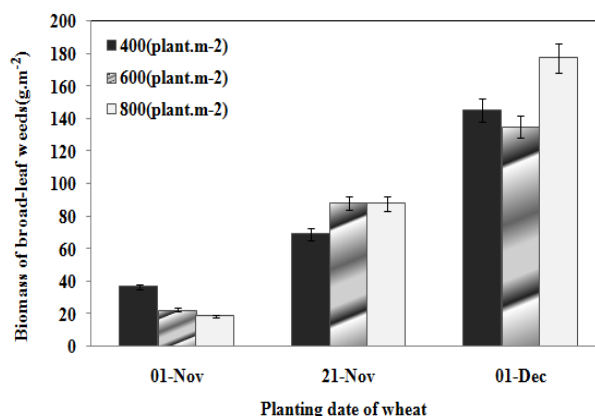 200
180
160
140
120
100
80
60
40
20
0
Biomass of broad-leaf weeds(g.m-2)
400(plant.m-2)
600(plant.m-2)
800(plant.m-2)
01-Nov 21-Nov 01-Dec
Planting date of wheat